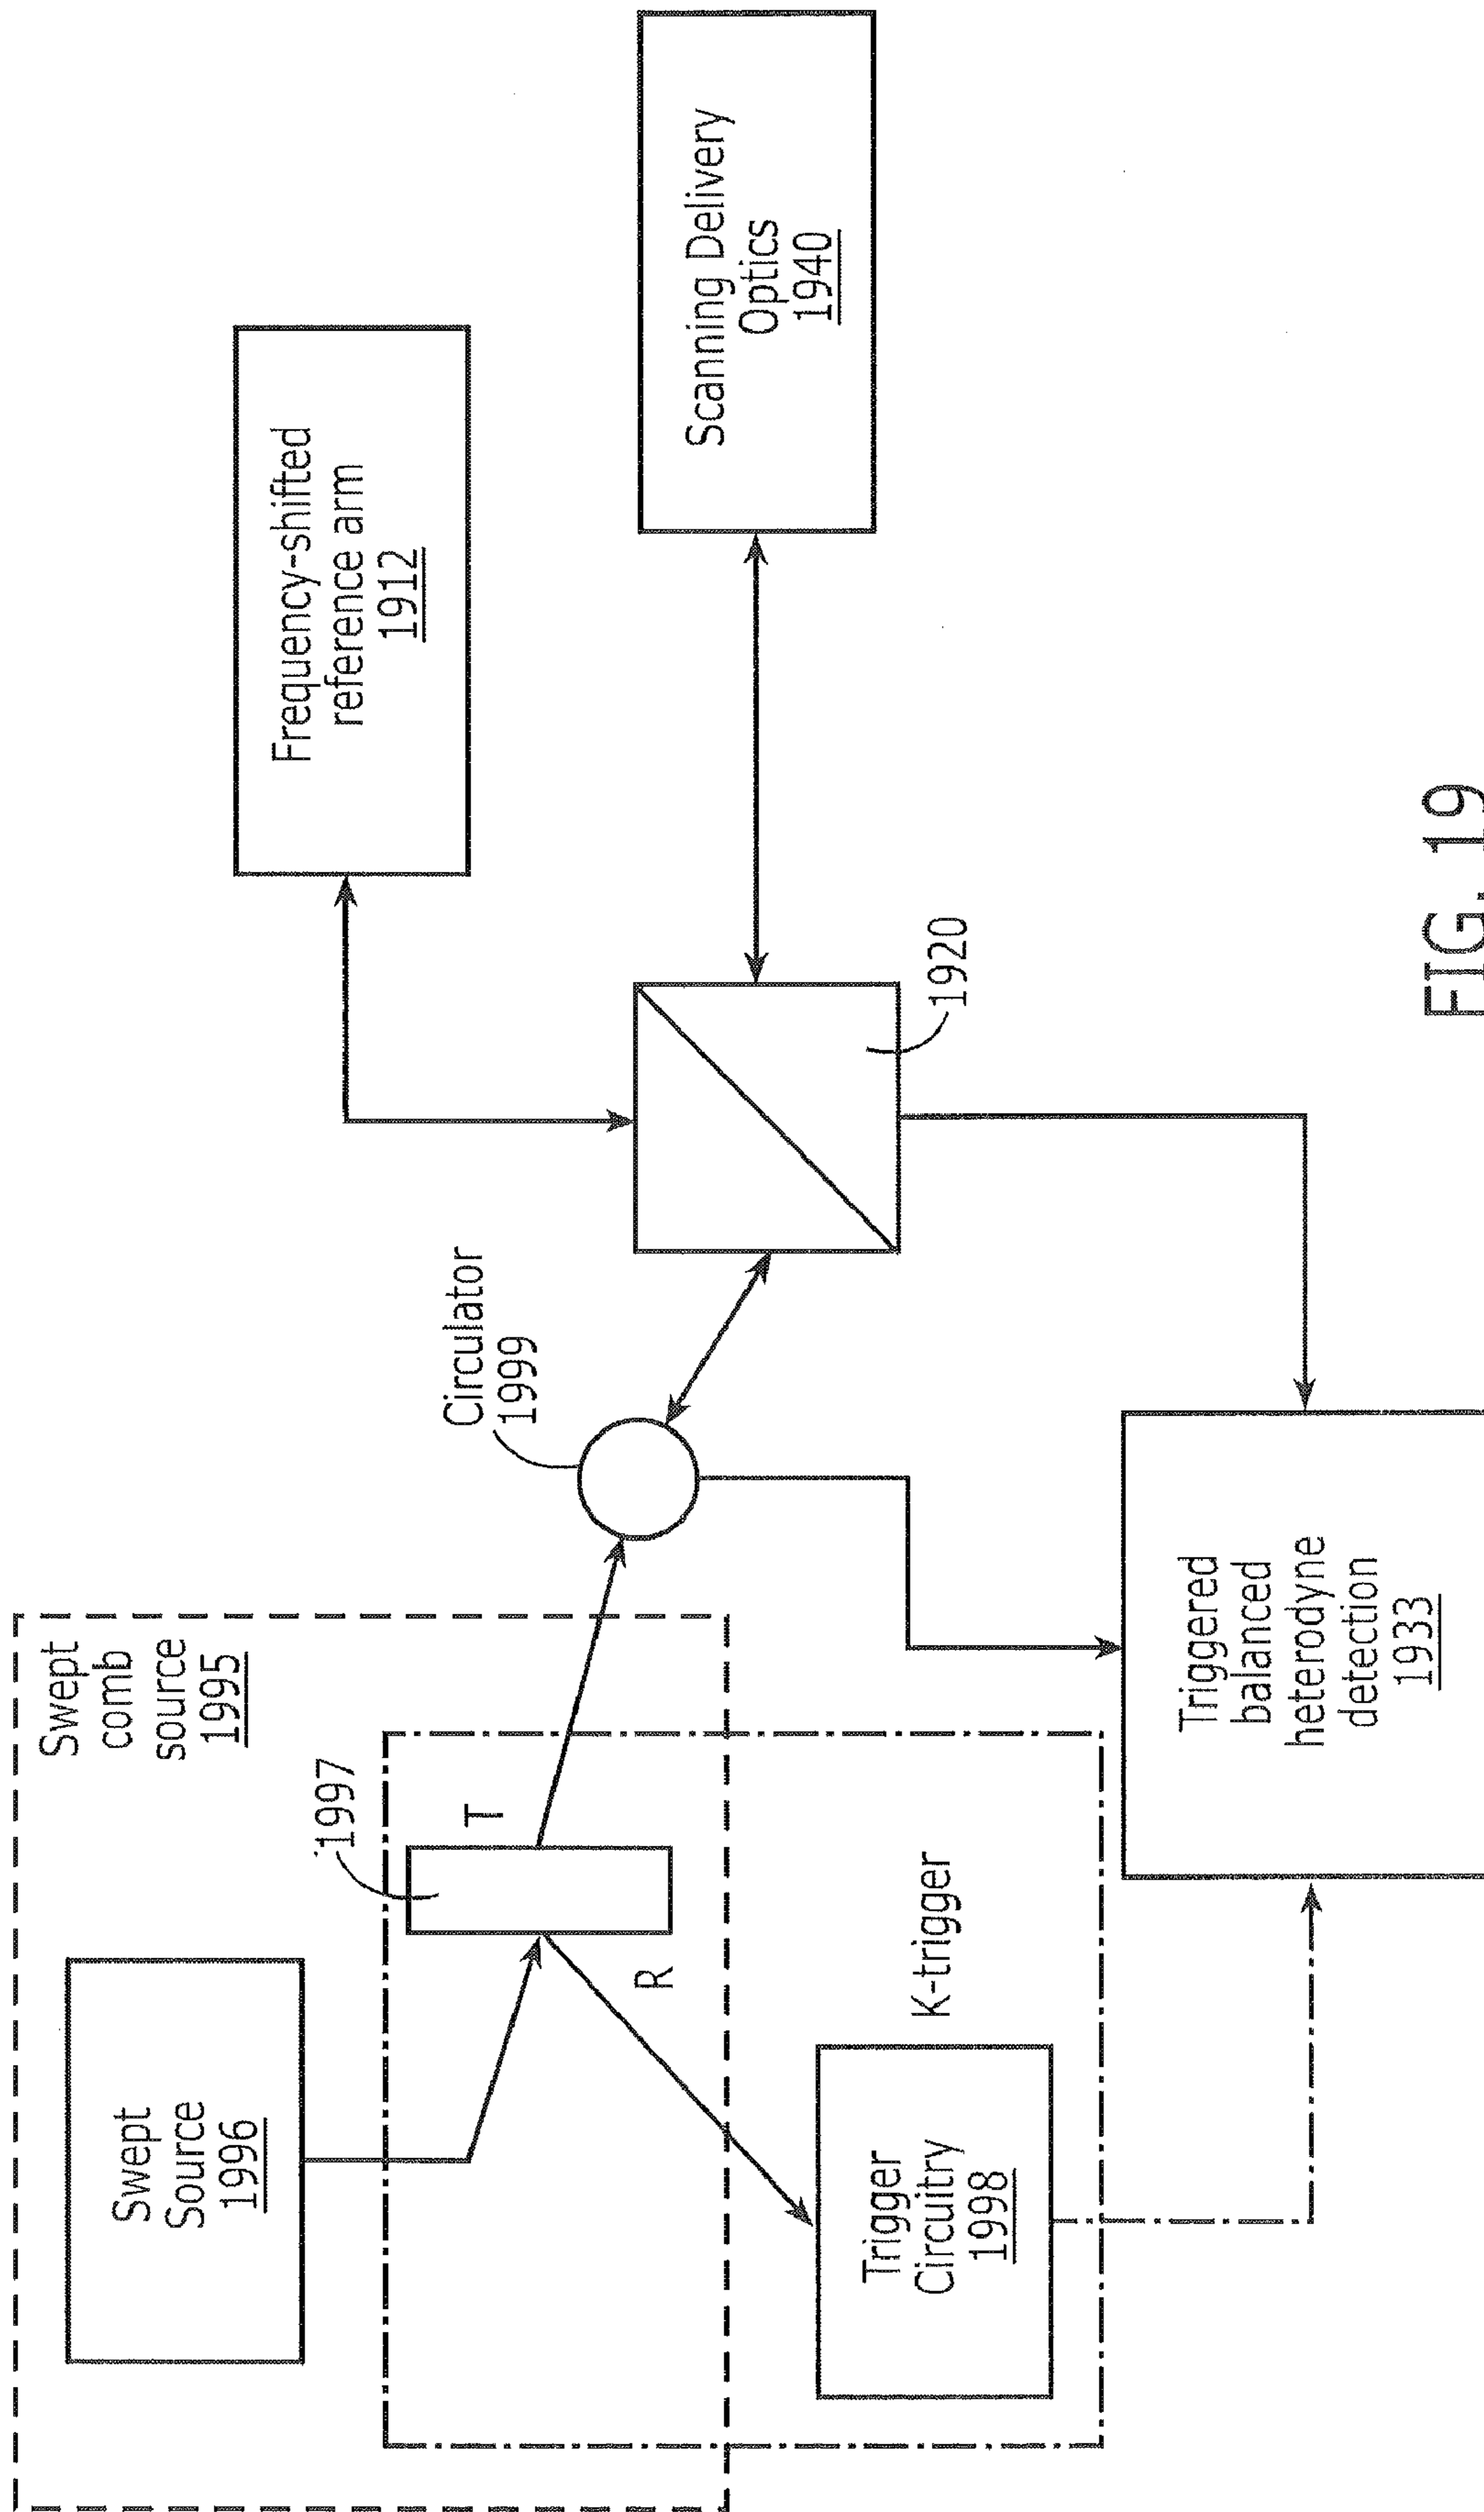 Swept
comb
source
1995
Swept
Source
1996
1997
T
R
K-trigger
Trigger
Circuitry
1998
Circulator
1999
Frequency-shifted
reference arm
1912
Scanning Delivery
Optics
1940
1920
Triggered
balanced
heterodyne
detection
1933
FIG. 19